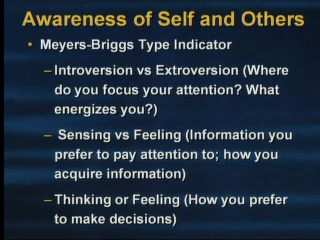 Awareness of Self and Others
• Meyers-Briggs Type Indicator
– Introversion vs Extroversion (Where
do you focus your attention? What
energizes you?)
– Sensing vs Feeling (Information you
prefer to pay attention to; how you
acquire information)
– Thinking or Feeling (How you prefer
to make decisions)